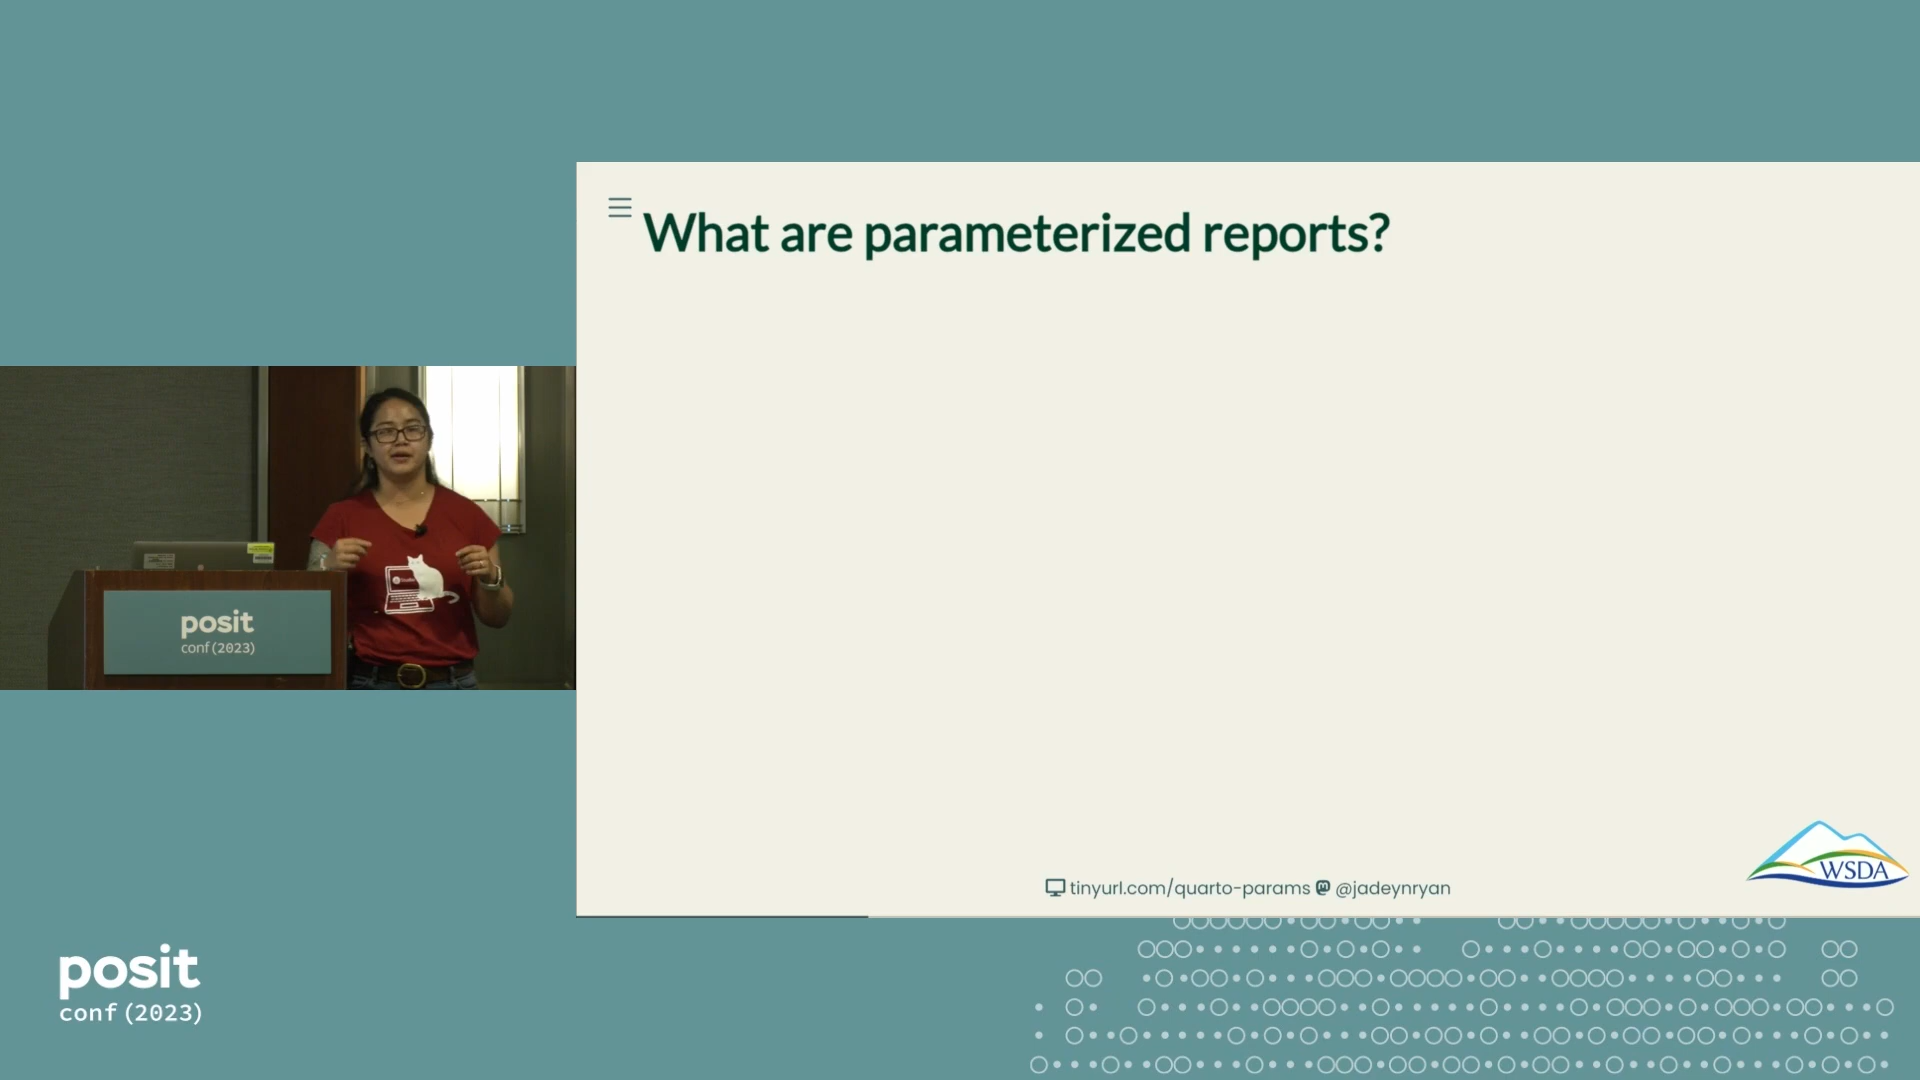 What are parameterized reports?
posit
conf(2023)
tinyurl.com/quarto-params @jadeynryan
WSDA
posit
conf(2023)